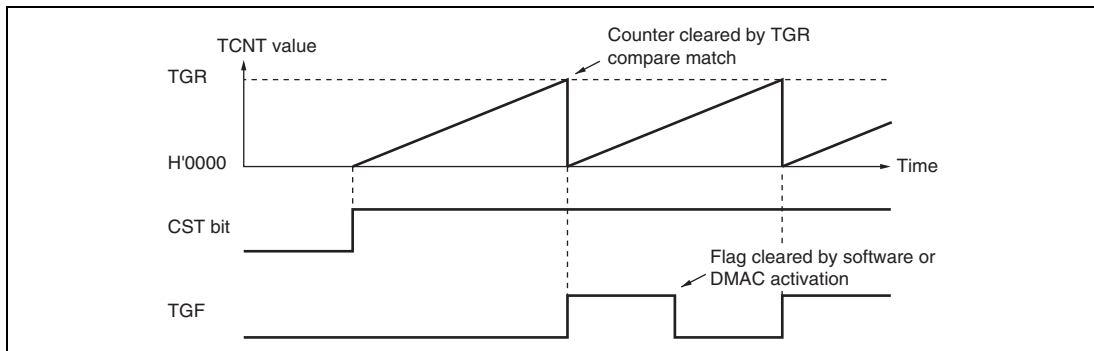 TCNT value
Counter cleared by TGR
compare match
TGR
H'0000
Time
CST bit
Flag cleared by software or
DMAC activation
TGF